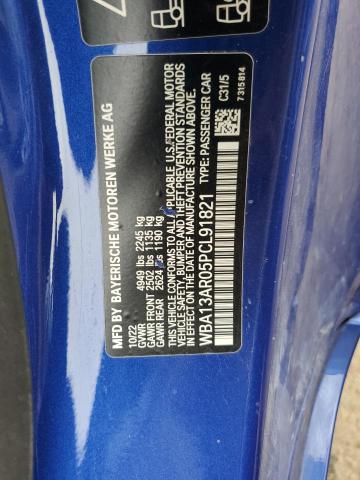 MFD BY BAYERISCHE MOTOREN WERKE AG
10/22
GVWR 4949 lbs 2245 kg
GAWR FRONT 2502 lbs 1135 kg
GAWR REAR 2624 lbs 1190 kg
THIS VEHICLE CONFORMS TO ALL APPLICABLE U.S./FEDERAL MOTOR
VEHICLE SAFETY, BUMPER, AND THEFT PREVENTION STANDARDS
IN EFFECT ON THE DATE OF MANUFACTURE SHOWN ABOVE.
WBA13AR05PCL91821 TYPE: PASSENGER CAR
C31/5
7315814